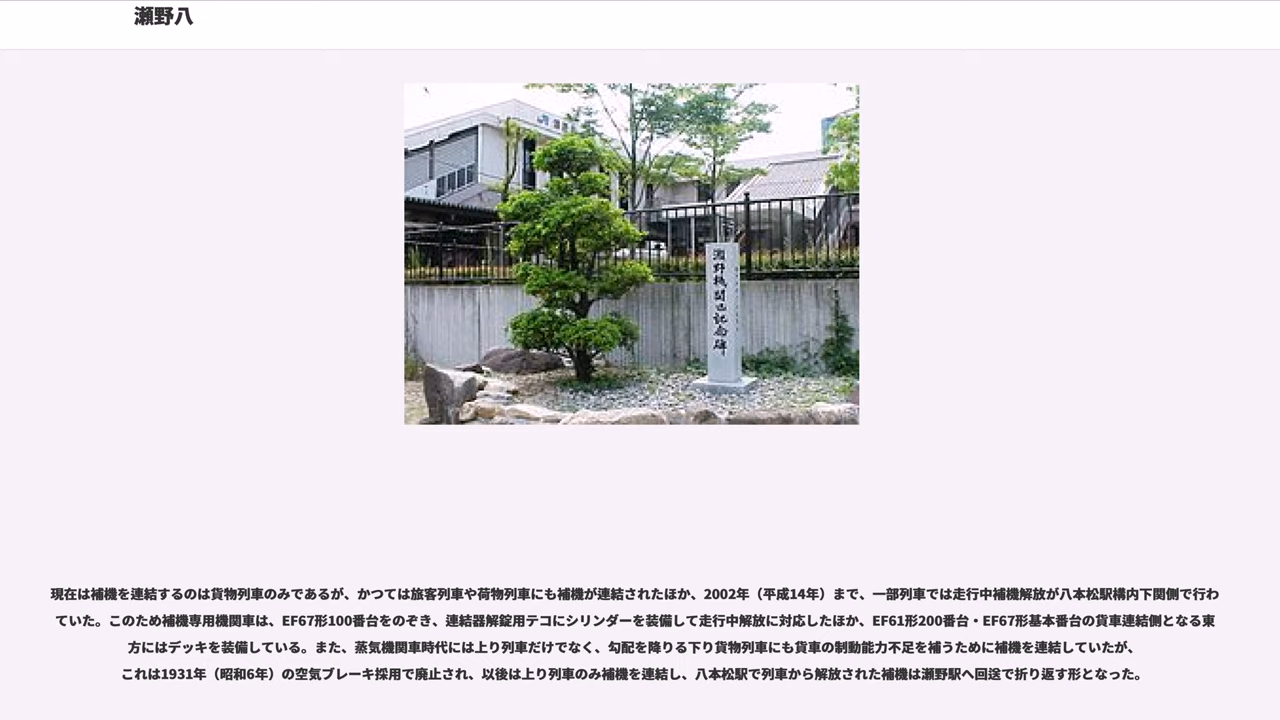 瀬野八
瀬野機関区記念碑
現在は補機を連結するのは貨物列車のみであるが、かつては旅客列車や荷物列車にも補機が連結されたほか、2002年（平成14年）まで、一部列車では走行中補機解放が八本松駅構内下関側で行わ
ていた。このため補機専用機関車は、EF67形100番台をのぞき、連結器解錠用テコにシリンダーを装備して走行中解放に対応したほか、EF61形200番台・EF67形基本番台の貨車連結側となる東
方にはデッキを装備している。また、蒸気機関車時代には上り列車だけでなく、勾配を降りる下り貨物列車にも貨車の制動能力不足を補うために補機を連結していたが、
これは1931年（昭和6年）の空気ブレーキ採用で廃止され、以後は上り列車のみ補機を連結し、八本松駅で列車から解放された補機は瀬野駅へ回送で折り返す形となった。